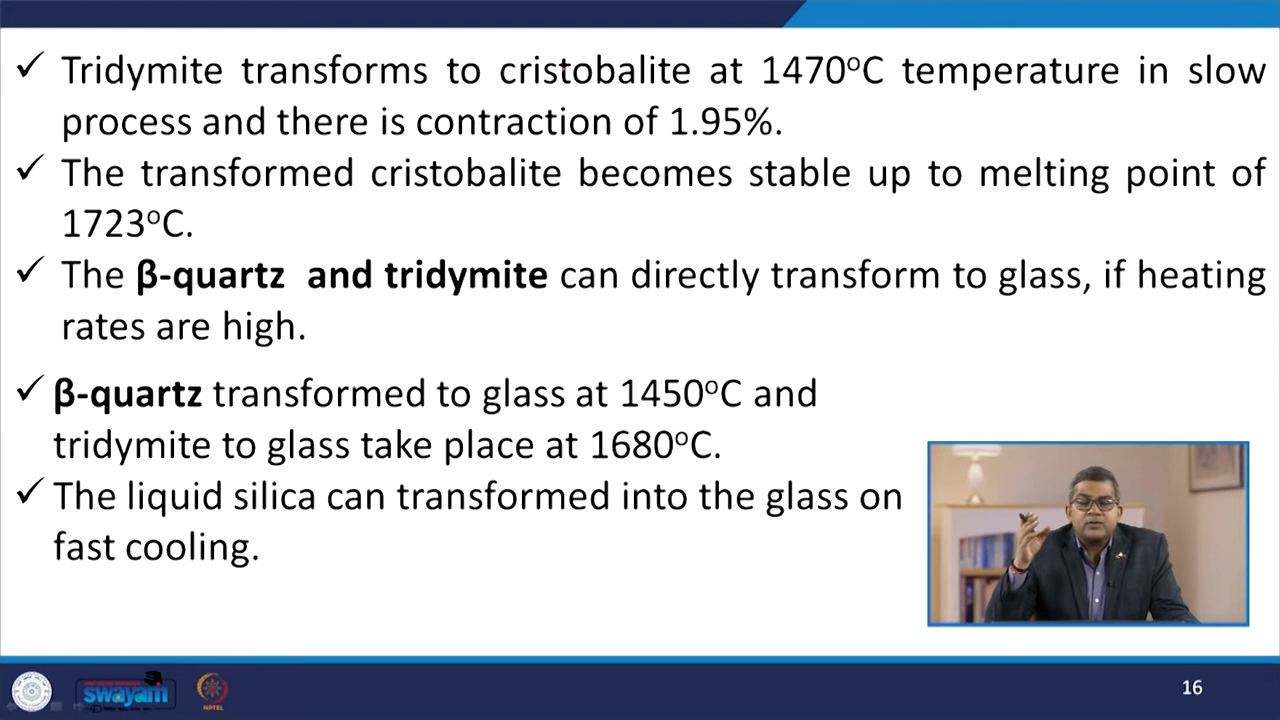 ✓ Tridymite transforms to cristobalite at 1470°C temperature in slow
process and there is contraction of 1.95%.
✓ The transformed cristobalite becomes stable up to melting point of
1723°C.
✓ The β-quartz and tridymite can directly transform to glass, if heating
rates are high.
✓ β-quartz transformed to glass at 1450°C and
tridymite to glass take place at 1680°C.
✓ The liquid silica can transformed into the glass on
fast cooling.
swayam
NPTEL
16